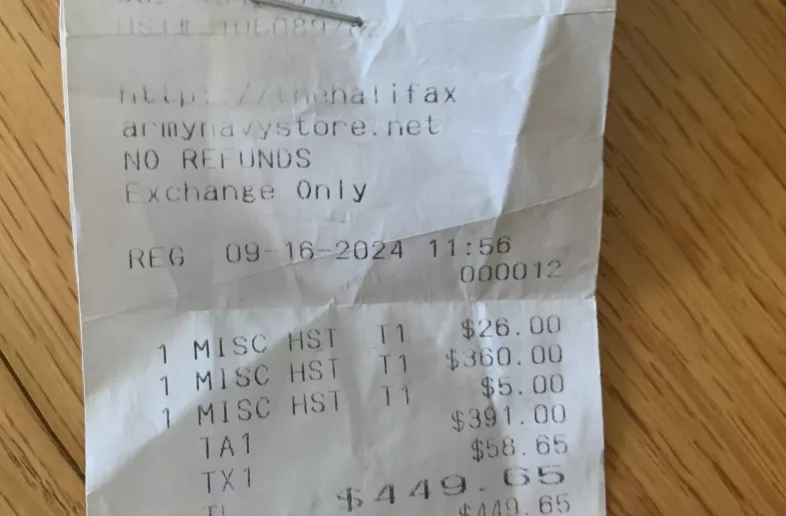 http://thehalifax
armynavystore.net
NO REFUNDS
Exchange Only
REG 09-16-2024 11:56
000012
1 MISC HST T1 $26.00
1 MISC HST T1 $360.00
1 MISC HST T1 $5.00
TA1 $391.00
TX1 $58.65
TL $449.65
$449.65